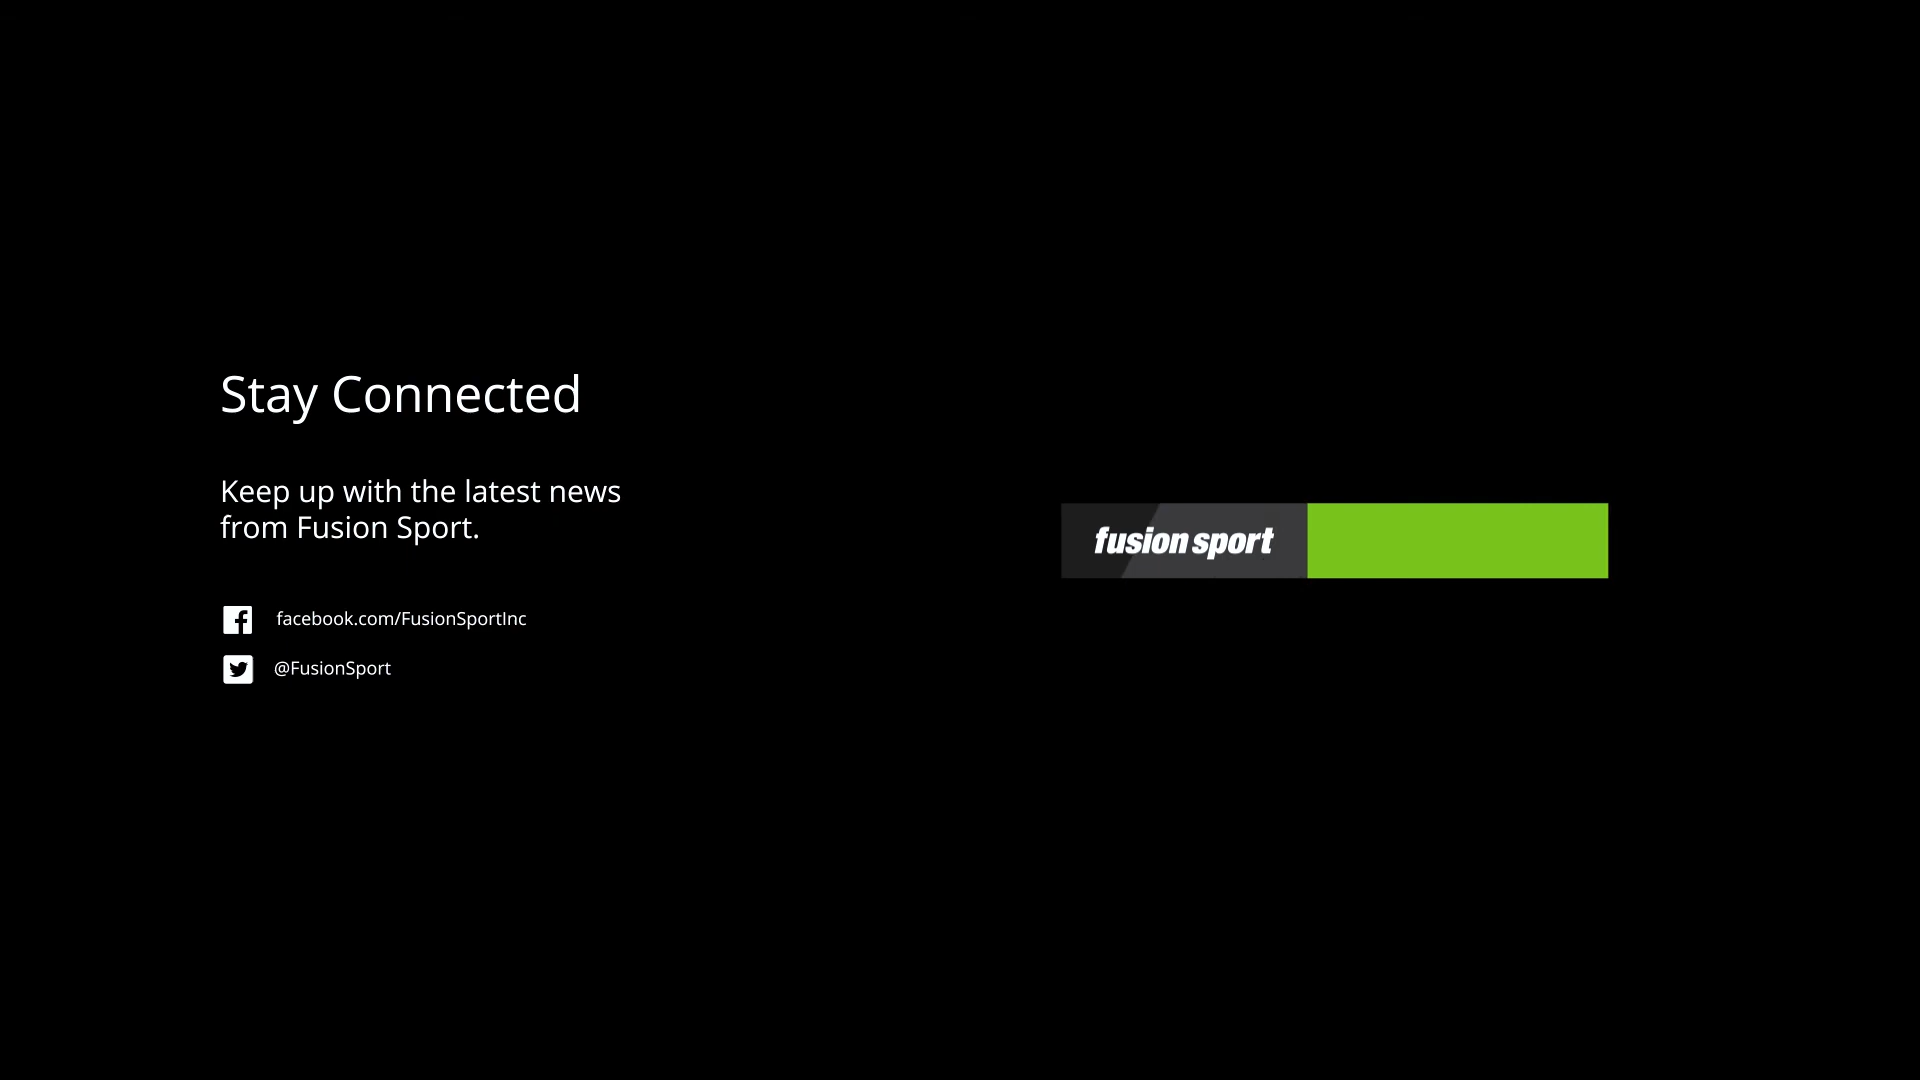 Stay Connected
Keep up with the latest news
from Fusion Sport.
facebook.com/FusionSportInc
@FusionSport
fusion sport